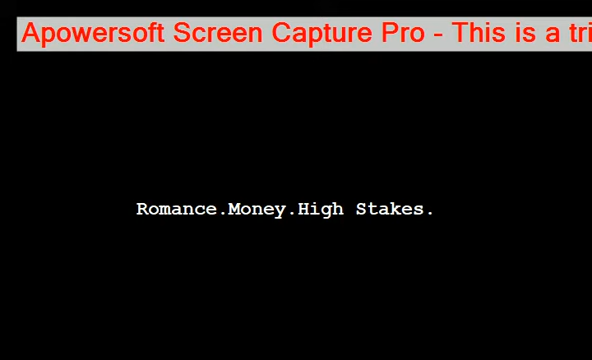 Apowersoft Screen Capture Pro - This is a tri
Romance.Money.High Stakes.